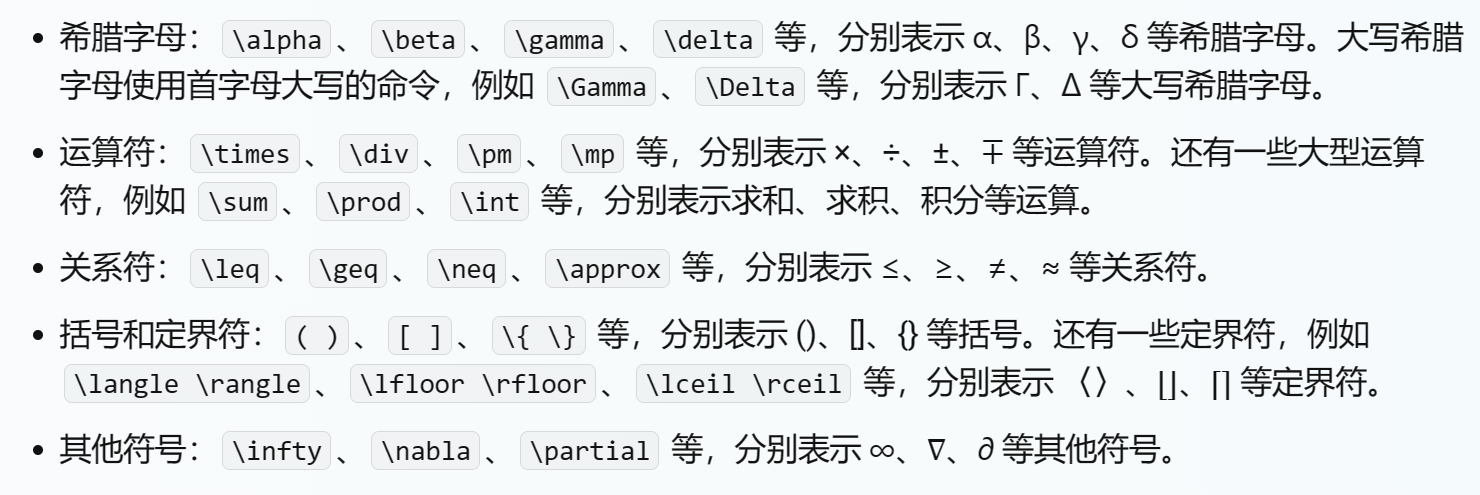 • 希腊字母： \alpha 、 \beta 、 \gamma 、 \delta 等，分别表示 α、β、γ、δ 等希腊字母。大写希腊
字母使用首字母大写的命令，例如 \Gamma 、 \Delta 等，分别表示 Γ、Δ 等大写希腊字母。
• 运算符： \times 、 \div 、 \pm 、 \mp 等，分别表示 ×、÷、±、∓ 等运算符。还有一些大型运算
符，例如 \sum 、 \prod 、 \int 等，分别表示求和、求积、积分等运算。
• 关系符： \leq 、 \geq 、 \neq 、 \approx 等，分别表示 ≤、≥、≠、≈ 等关系符。
• 括号和定界符： ( ) 、 [ ] 、 \{ \} 等，分别表示 ()、[]、{} 等括号。还有一些定界符，例如
\langle \rangle 、 \lfloor \rfloor 、 \lceil \rceil 等，分别表示 〈〉、⌊⌋、⌈⌉ 等定界符。
• 其他符号： \infty 、 \nabla 、 \partial 等，分别表示 ∞、∇、∂ 等其他符号。